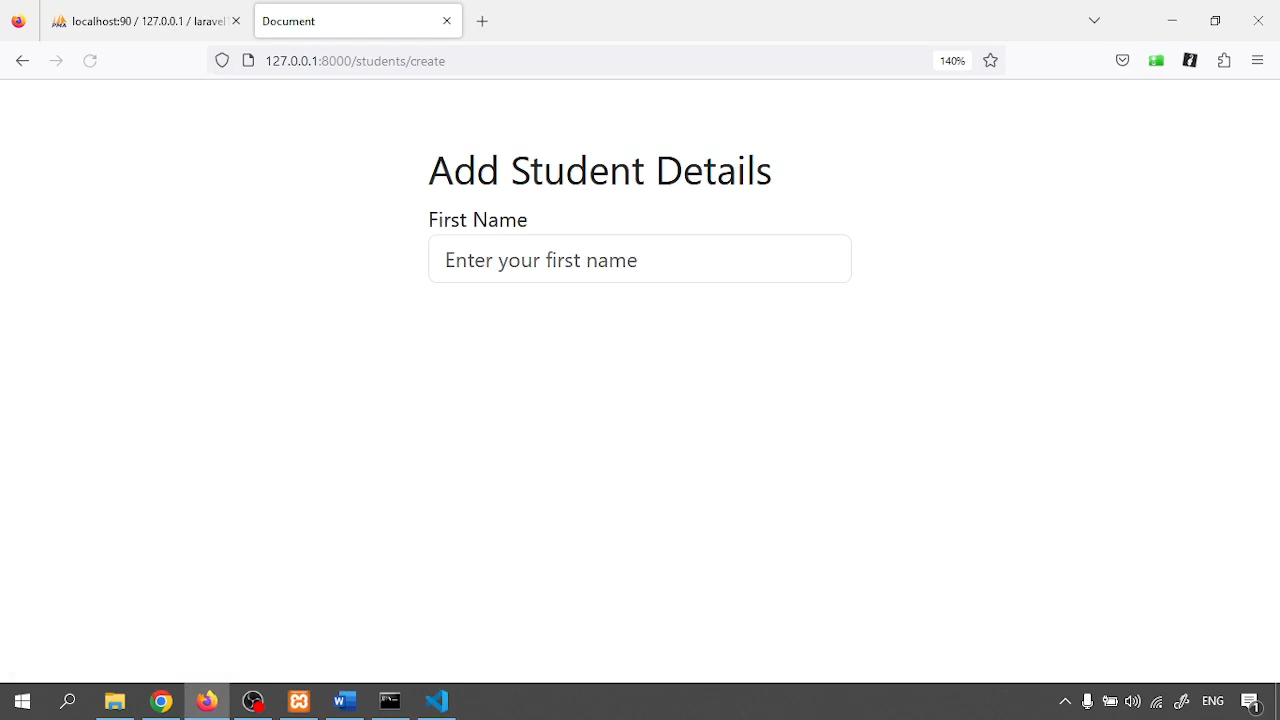 localhost:90 / 127.0.0.1 / laravel
Document
127.0.0.1:8000/students/create
140%
Add Student Details
First Name
Enter your first name
ENG
1